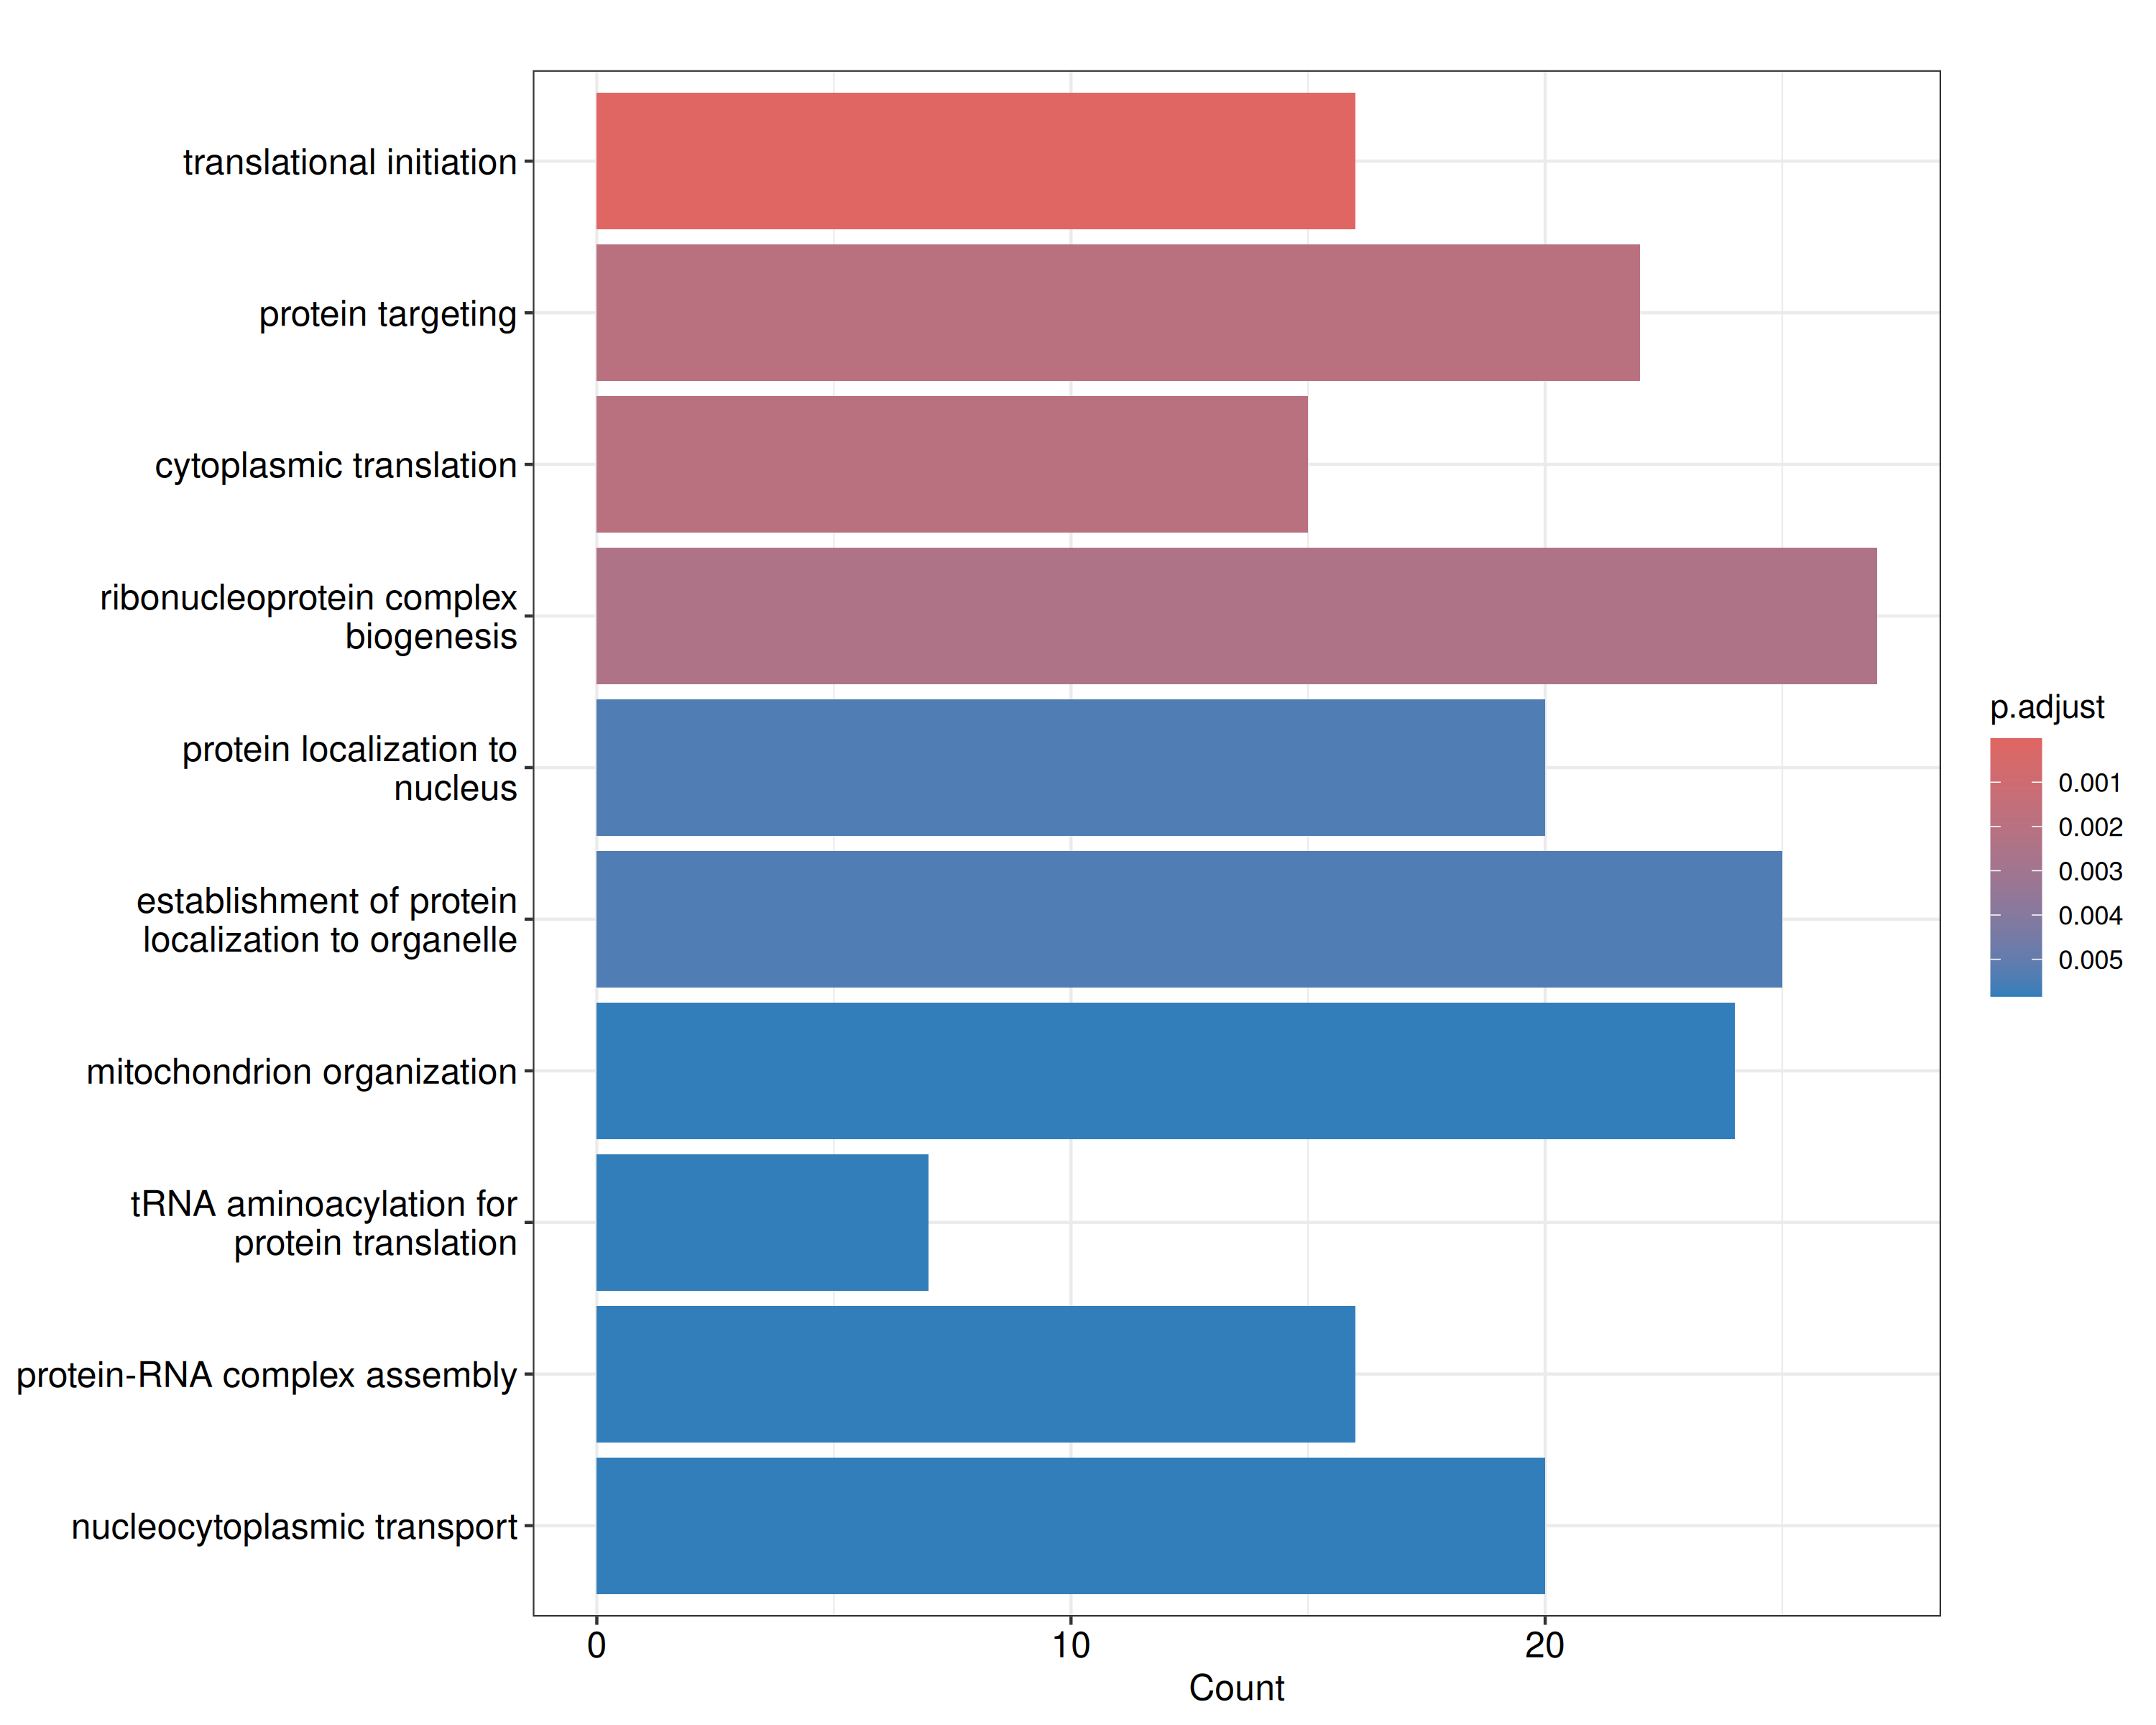 translational initiation
protein targeting
cytoplasmic translation
ribonucleoprotein complex
biogenesis
protein localization to
nucleus
establishment of protein
localization to organelle
mitochondrion organization
tRNA aminoacylation for
protein translation
protein-RNA complex assembly
nucleocytoplasmic transport
0 10 20
Count
p.adjust
0.001
0.002
0.003
0.004
0.005